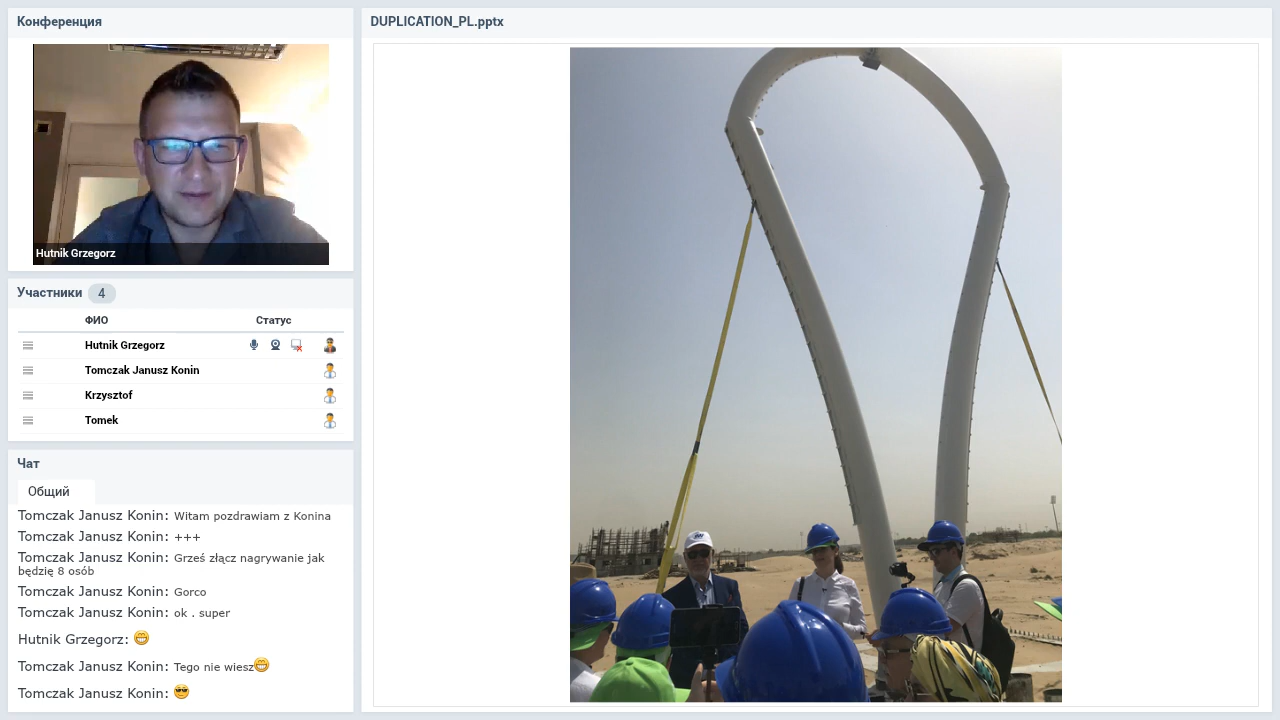 Конференция
Hutnik Grzegorz
Участники 4
ФИО Статус
Hutnik Grzegorz
Tomczak Janusz Konin
Krzysztof
Tomek
Чат
Общий
Tomczak Janusz Konin: Witam pozdrawiam z Konina
Tomczak Janusz Konin: +++
Tomczak Janusz Konin: Grześ złącz nagrywanie jak
będzię 8 osób
Tomczak Janusz Konin: Gorco
Tomczak Janusz Konin: ok . super
Hutnik Grzegorz: 😁
Tomczak Janusz Konin: Tego nie wiesz😁
Tomczak Janusz Konin: 😎
DUPLICATION_PL.pptx